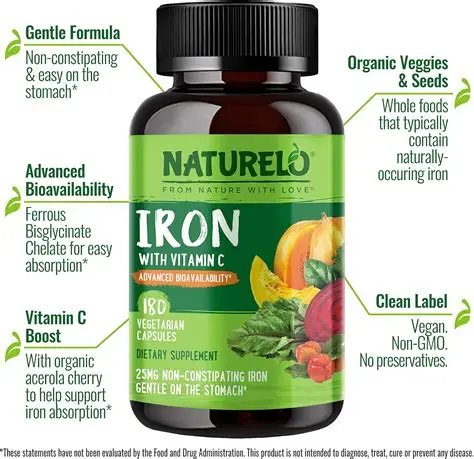 Gentle Formula
Non-constipating
& easy on the
stomach*
Advanced
Bioavailability
Ferrous
Bisglycinate
Chelate for easy
absorption*
Vitamin C
Boost
With organic
acerola cherry
to help support
iron absorption*
NATURELO®
FROM NATURE WITH LOVE®
IRON
WITH VITAMIN C
ADVANCED BIOAVAILABILITY*
180
VEGETARIAN
CAPSULES
DIETARY SUPPLEMENT
25MG NON-CONSTIPATING IRON
GENTLE ON THE STOMACH*
Organic Veggies
& Seeds
Whole foods
that typically
contain
naturally-
occuring iron
Clean Label
Vegan.
Non-GMO.
No preservatives.
*These statements have not been evaluated by the Food and Drug Administration. This product is not intended to diagnose, treat, cure or prevent any disease.